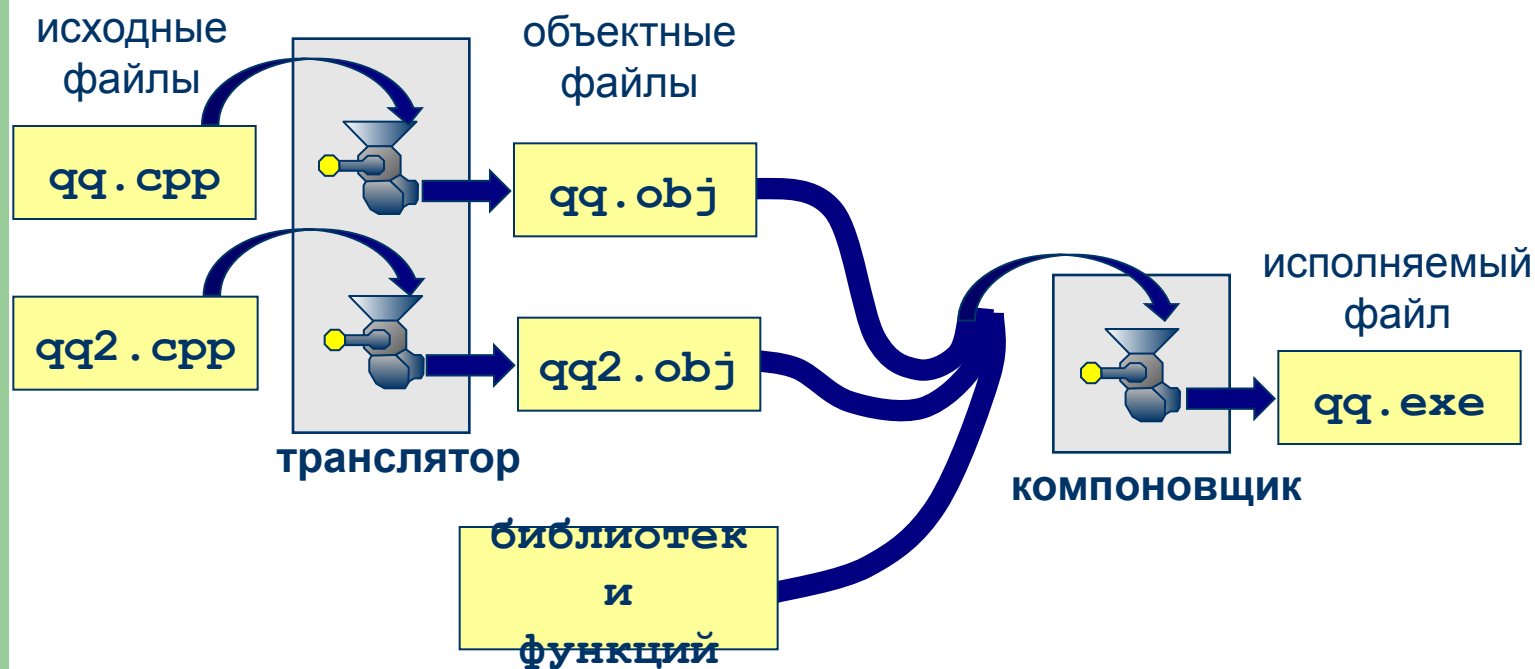 исходные
файлы
объектные
файлы
qq.cpp
qq.obj
исполняемый
файл
qq2.cpp
qq2.obj
qq.exe
транслятор
компоновщик
библиотек
и
функций